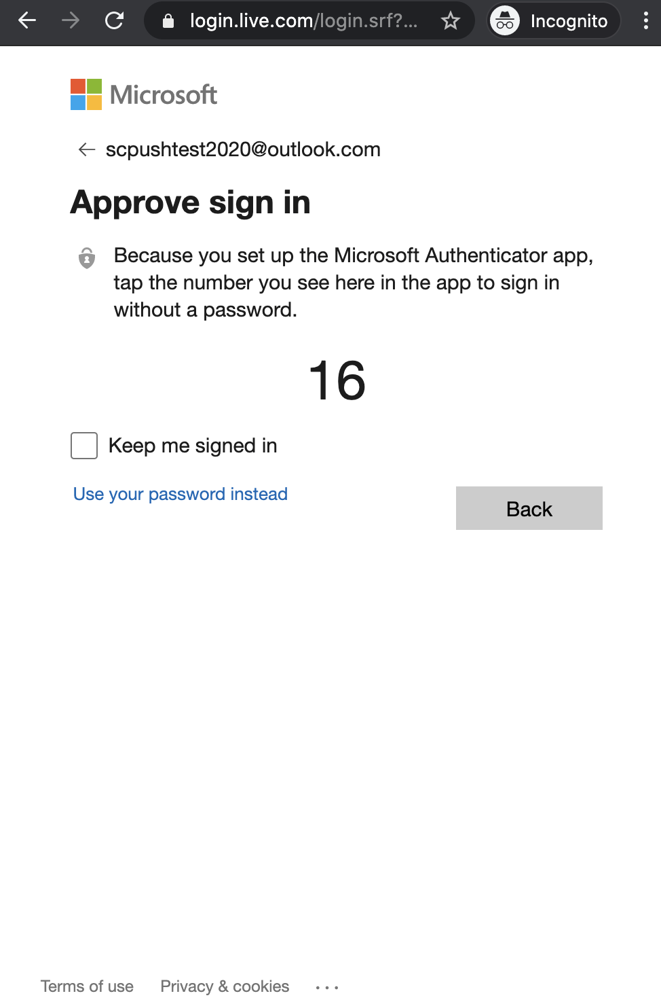 login.live.com/login.srf?...
Incognito
Microsoft
scpushtest2020@outlook.com
Approve sign in
Because you set up the Microsoft Authenticator app,
tap the number you see here in the app to sign in
without a password.
16
Keep me signed in
Use your password instead
Back
Terms of use Privacy & cookies ...